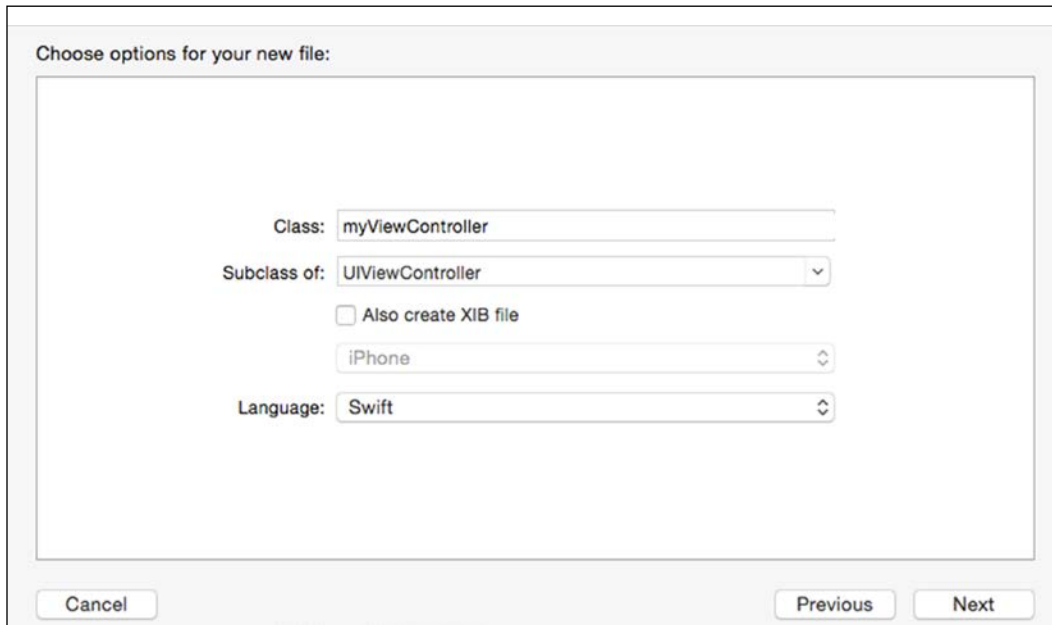 Choose options for your new file:
Class: myViewController
Subclass of: UIViewController
Also create XIB file
iPhone
Language: Swift
Cancel Previous Next